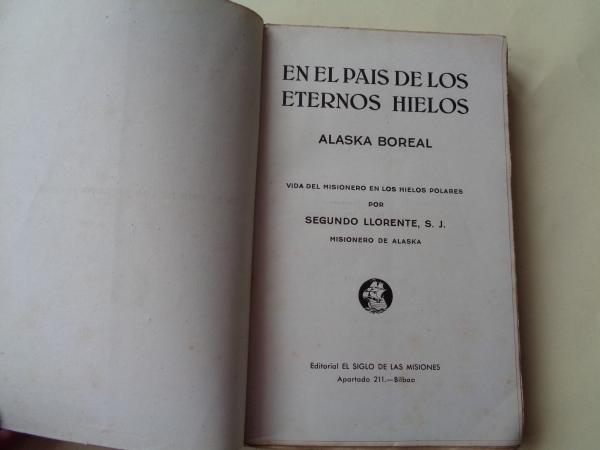 EN EL PAIS DE LOS
ETERNOS HIELOS
ALASKA BOREAL
VIDA DEL MISIONERO EN LOS HIELOS POLARES
POR
SEGUNDO LLORENTE, S. J.
MISIONERO DE ALASKA
Editorial EL SIGLO DE LAS MISIONES
Apartado 211.—Bilbao